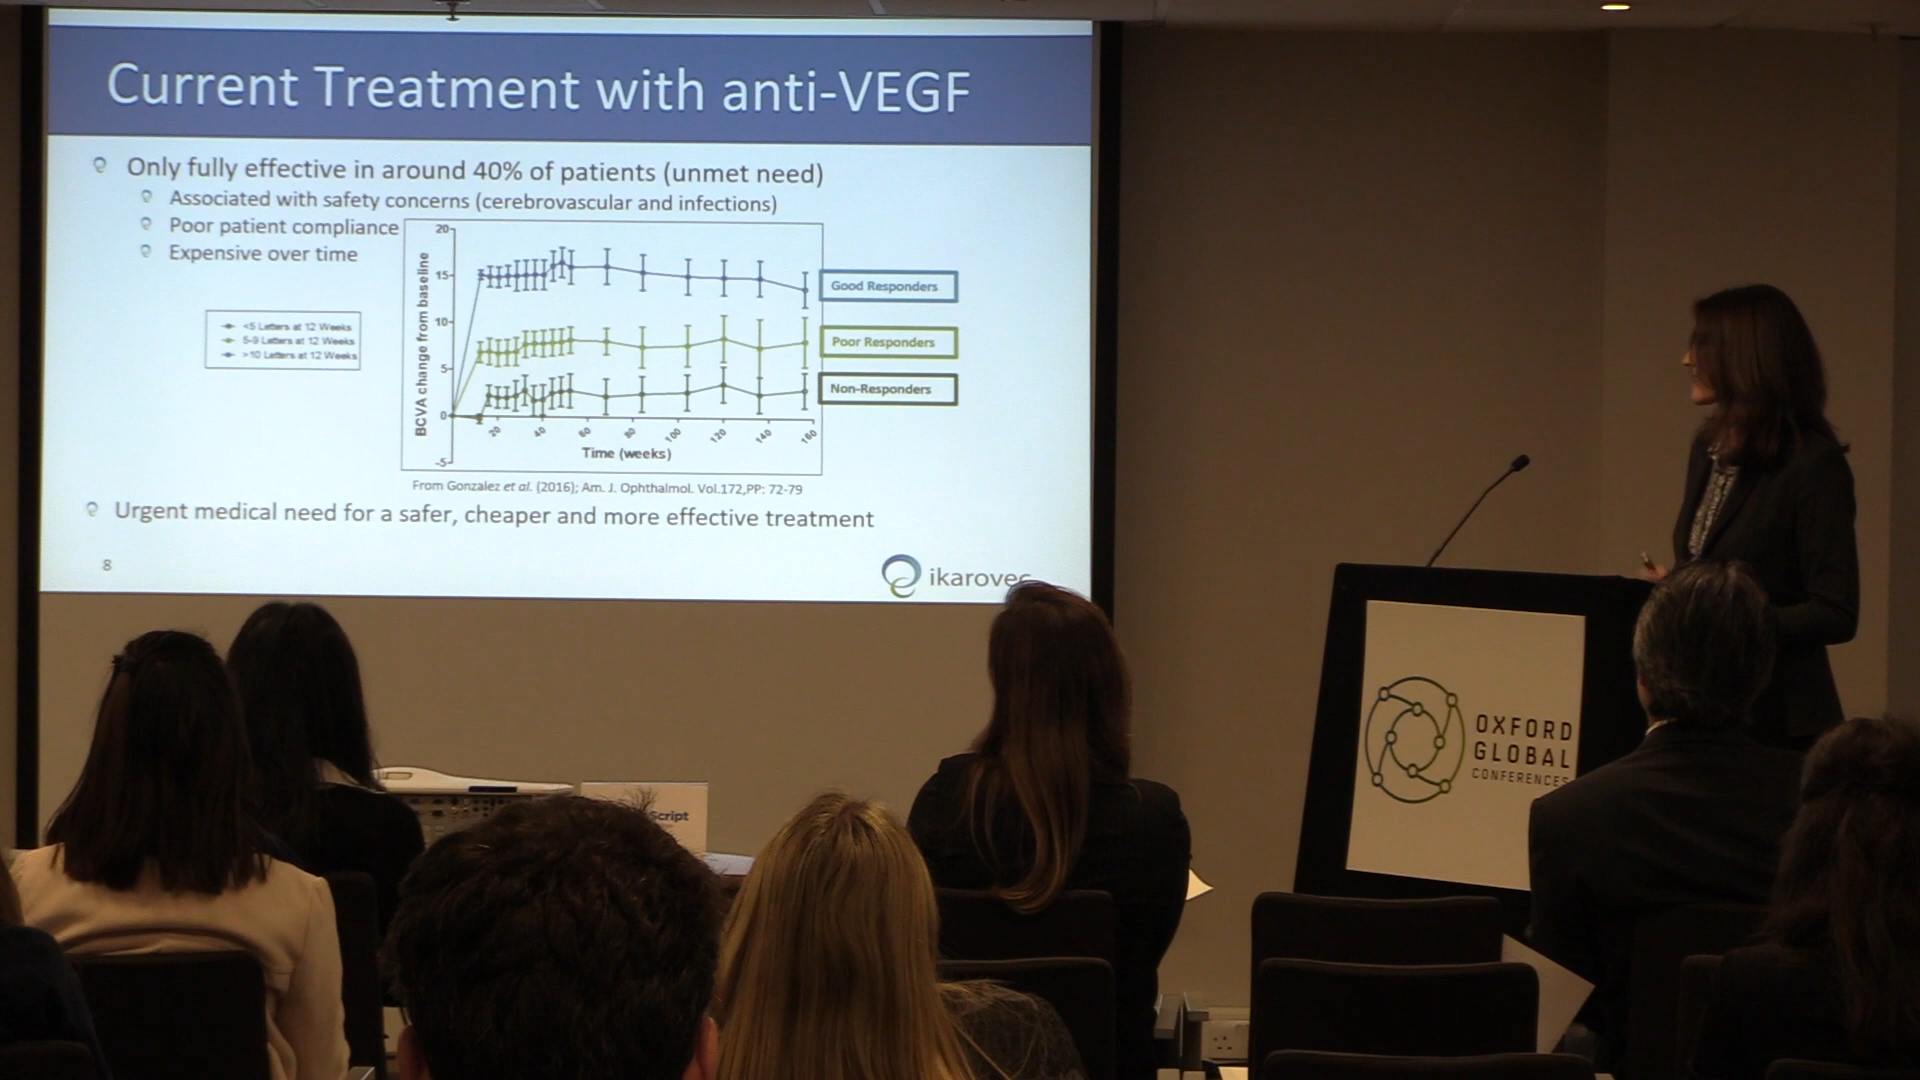 Current Treatment with anti-VEGF
Only fully effective in around 40% of patients (unmet need)
Associated with safety concerns (cerebrovascular and infections)
Poor patient compliance
Expensive over time
<5 Letters at 12 Weeks
5-9 Letters at 12 Weeks
>10 Letters at 12 Weeks
BCVA change from baseline
20
15
10
5
0
-5
20 40 60 80 100 120 140 160
Time (weeks)
Good Responders
Poor Responders
Non-Responders
From Gonzalez et al. (2016); Am. J. Ophthalmol. Vol.172,PP: 72-79
Urgent medical need for a safer, cheaper and more effective treatment
8
ikarovec
OXFORD
GLOBAL
CONFERENCES
Script